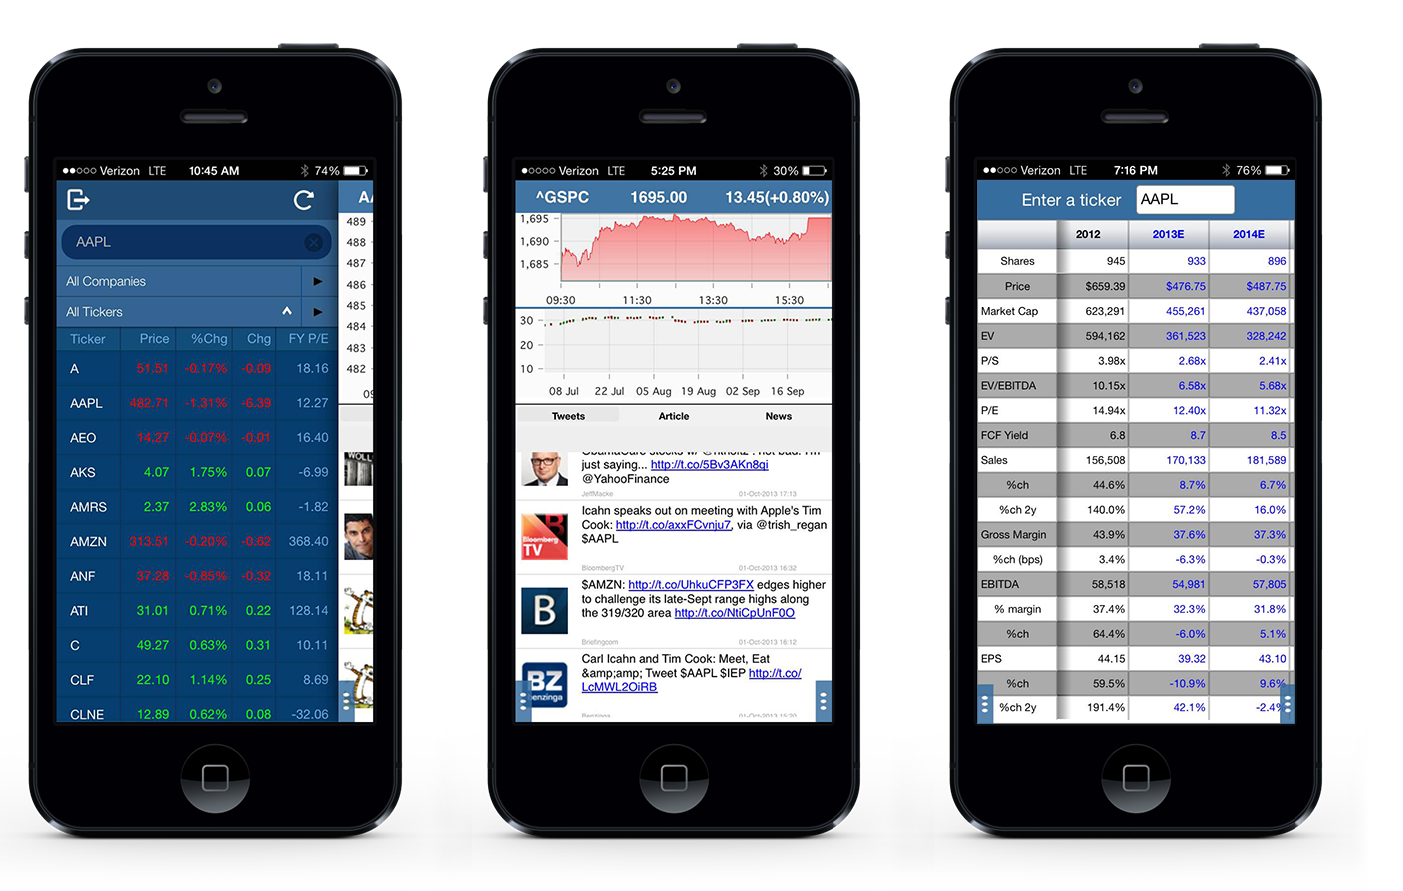 Verizon LTE 10:45 AM 74%
AAPL
All Companies
All Tickers
Ticker Price %Chg Chg FY P/E
A 51.51 -0.17% -0.09 18.16
AAPL 482.71 -1.31% -6.39 12.27
AEO 14.27 -0.07% -0.01 16.40
AKS 4.07 1.75% 0.07 -6.99
AMRS 2.37 2.83% 0.06 -1.82
AMZN 313.51 -0.20% -0.62 368.40
ANF 37.28 -0.85% -0.32 18.11
ATI 31.01 0.71% 0.22 128.14
C 49.27 0.63% 0.31 10.11
CLF 22.10 1.14% 0.25 8.69
CLNE 12.89 0.62% 0.08 -32.06
489
488
487
486
485
484
483
482
Verizon LTE 5:25 PM 30%
^GSPC 1695.00 13.45(+0.80%)
1,695
1,690
1,685
09:30 11:30 13:30 15:30
30
20
10
08 Jul 22 Jul 05 Aug 19 Aug 02 Sep 16 Sep
Tweets Article News
just saying... http://t.co/5Bv3AKn8qi
@YahooFinance
JeffMacke 01-Oct-2013 17:13
Icahn speaks out on meeting with Apple's Tim
Cook: http://t.co/axxFCvnju7, via @trish_regan
$AAPL
Bloomberg
TV
BloombergTV 01-Oct-2013 16:32
$AMZN: http://t.co/UhkuCFP3FX edges higher
to challenge its late-Sept range highs along
the 319/320 area http://t.co/NtiCpUnF0O
B
Briefingcom 01-Oct-2013 16:12
Carl Icahn and Tim Cook: Meet, Eat
&amp;amp; Tweet $AAPL $IEP http://t.co/
LcMWL2OiRB
BZ
Verizon LTE 7:16 PM 76%
Enter a ticker AAPL
2012 2013E 2014E
Shares 945 933 896
Price $659.39 $476.75 $487.75
Market Cap 623,291 455,261 437,058
EV 594,162 361,523 328,242
P/S 3.98x 2.68x 2.41x
EV/EBITDA 10.15x 6.58x 5.68x
P/E 14.94x 12.40x 11.32x
FCF Yield 6.8 8.7 8.5
Sales 156,508 170,133 181,589
%ch 44.6% 8.7% 6.7%
%ch 2y 140.0% 57.2% 16.0%
Gross Margin 43.9% 37.6% 37.3%
%ch (bps) 3.4% -6.3% -0.3%
EBITDA 58,518 54,981 57,805
% margin 37.4% 32.3% 31.8%
%ch 64.4% -6.0% 5.1%
EPS 44.15 39.32 43.10
%ch 59.5% -10.9% 9.6%
%ch 2y 191.4% 42.1% -2.4%